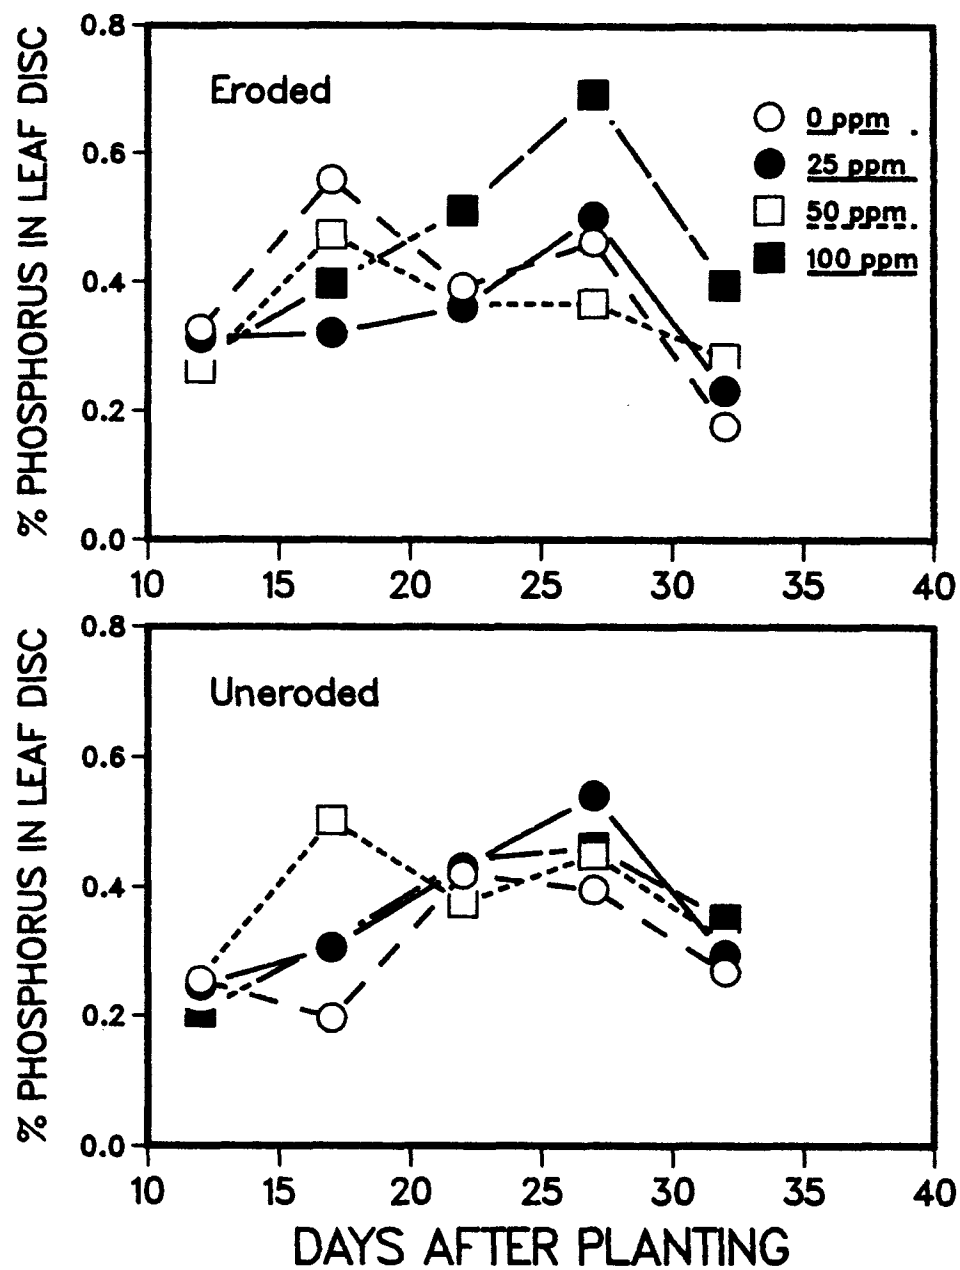 % PHOSPHORUS IN LEAF DISC
0.8
0.6
0.4
0.2
0.0
Eroded
0 ppm
25 ppm
50 ppm
100 ppm
10 15 20 25 30 35 40
% PHOSPHORUS IN LEAF DISC
0.8
0.6
0.4
0.2
0.0
Uneroded
10 15 20 25 30 35 40
DAYS AFTER PLANTING